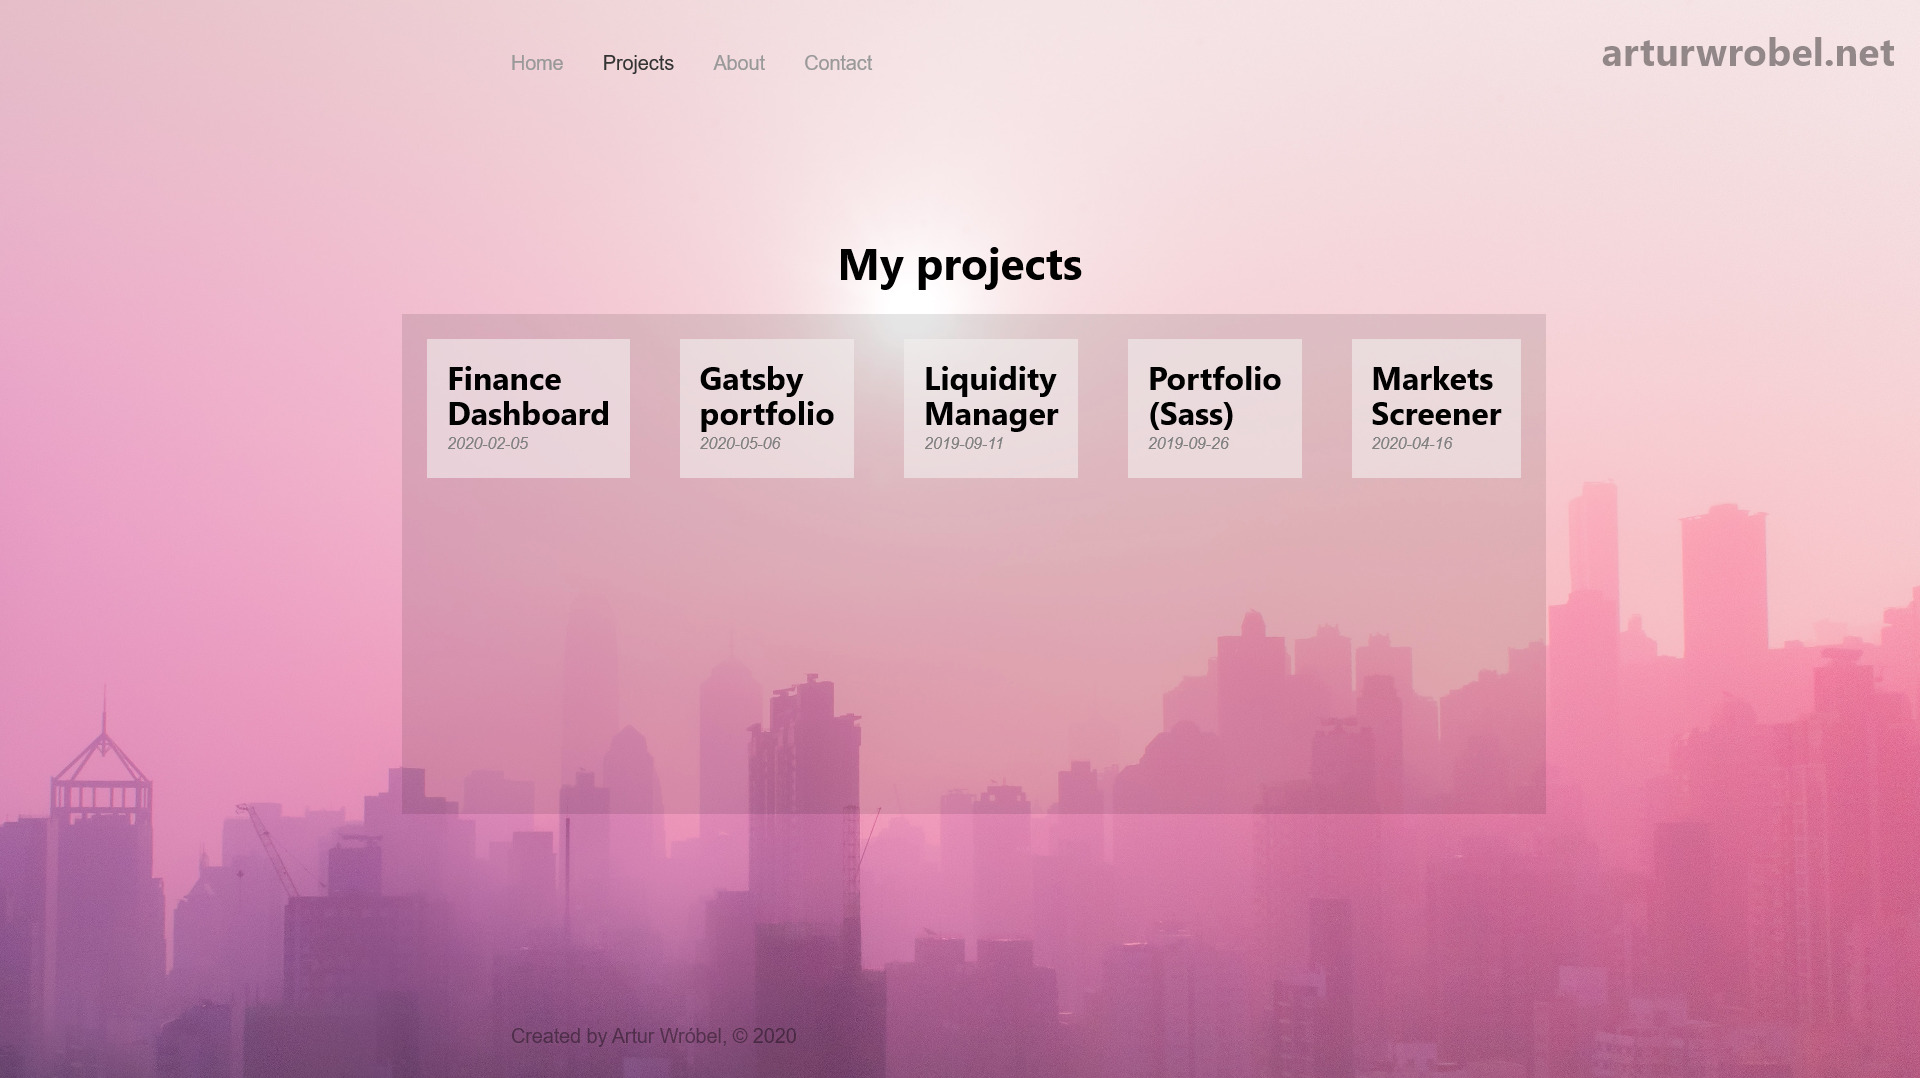 Home Projects About Contact
arturwrobel.net
My projects
Finance
Dashboard
2020-02-05
Gatsby
portfolio
2020-05-06
Liquidity
Manager
2019-09-11
Portfolio
(Sass)
2019-09-26
Markets
Screener
2020-04-16
Created by Artur Wróbel, © 2020